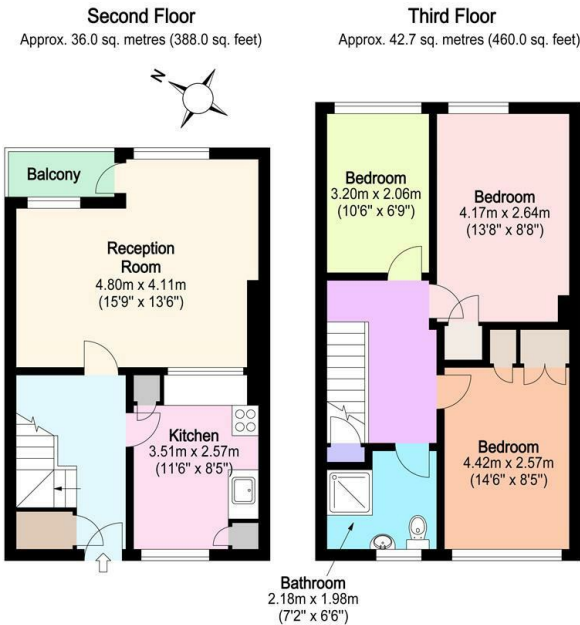 Second Floor
Approx. 36.0 sq. metres (388.0 sq. feet)
N
Balcony
Reception
Room
4.80m x 4.11m
(15'9" x 13'6")
Kitchen
3.51m x 2.57m
(11'6" x 8'5")
Third Floor
Approx. 42.7 sq. metres (460.0 sq. feet)
Bedroom
3.20m x 2.06m
(10'6" x 6'9")
Bedroom
4.17m x 2.64m
(13'8" x 8'8")
Bedroom
4.42m x 2.57m
(14'6" x 8'5")
Bathroom
2.18m x 1.98m
(7'2" x 6'6")